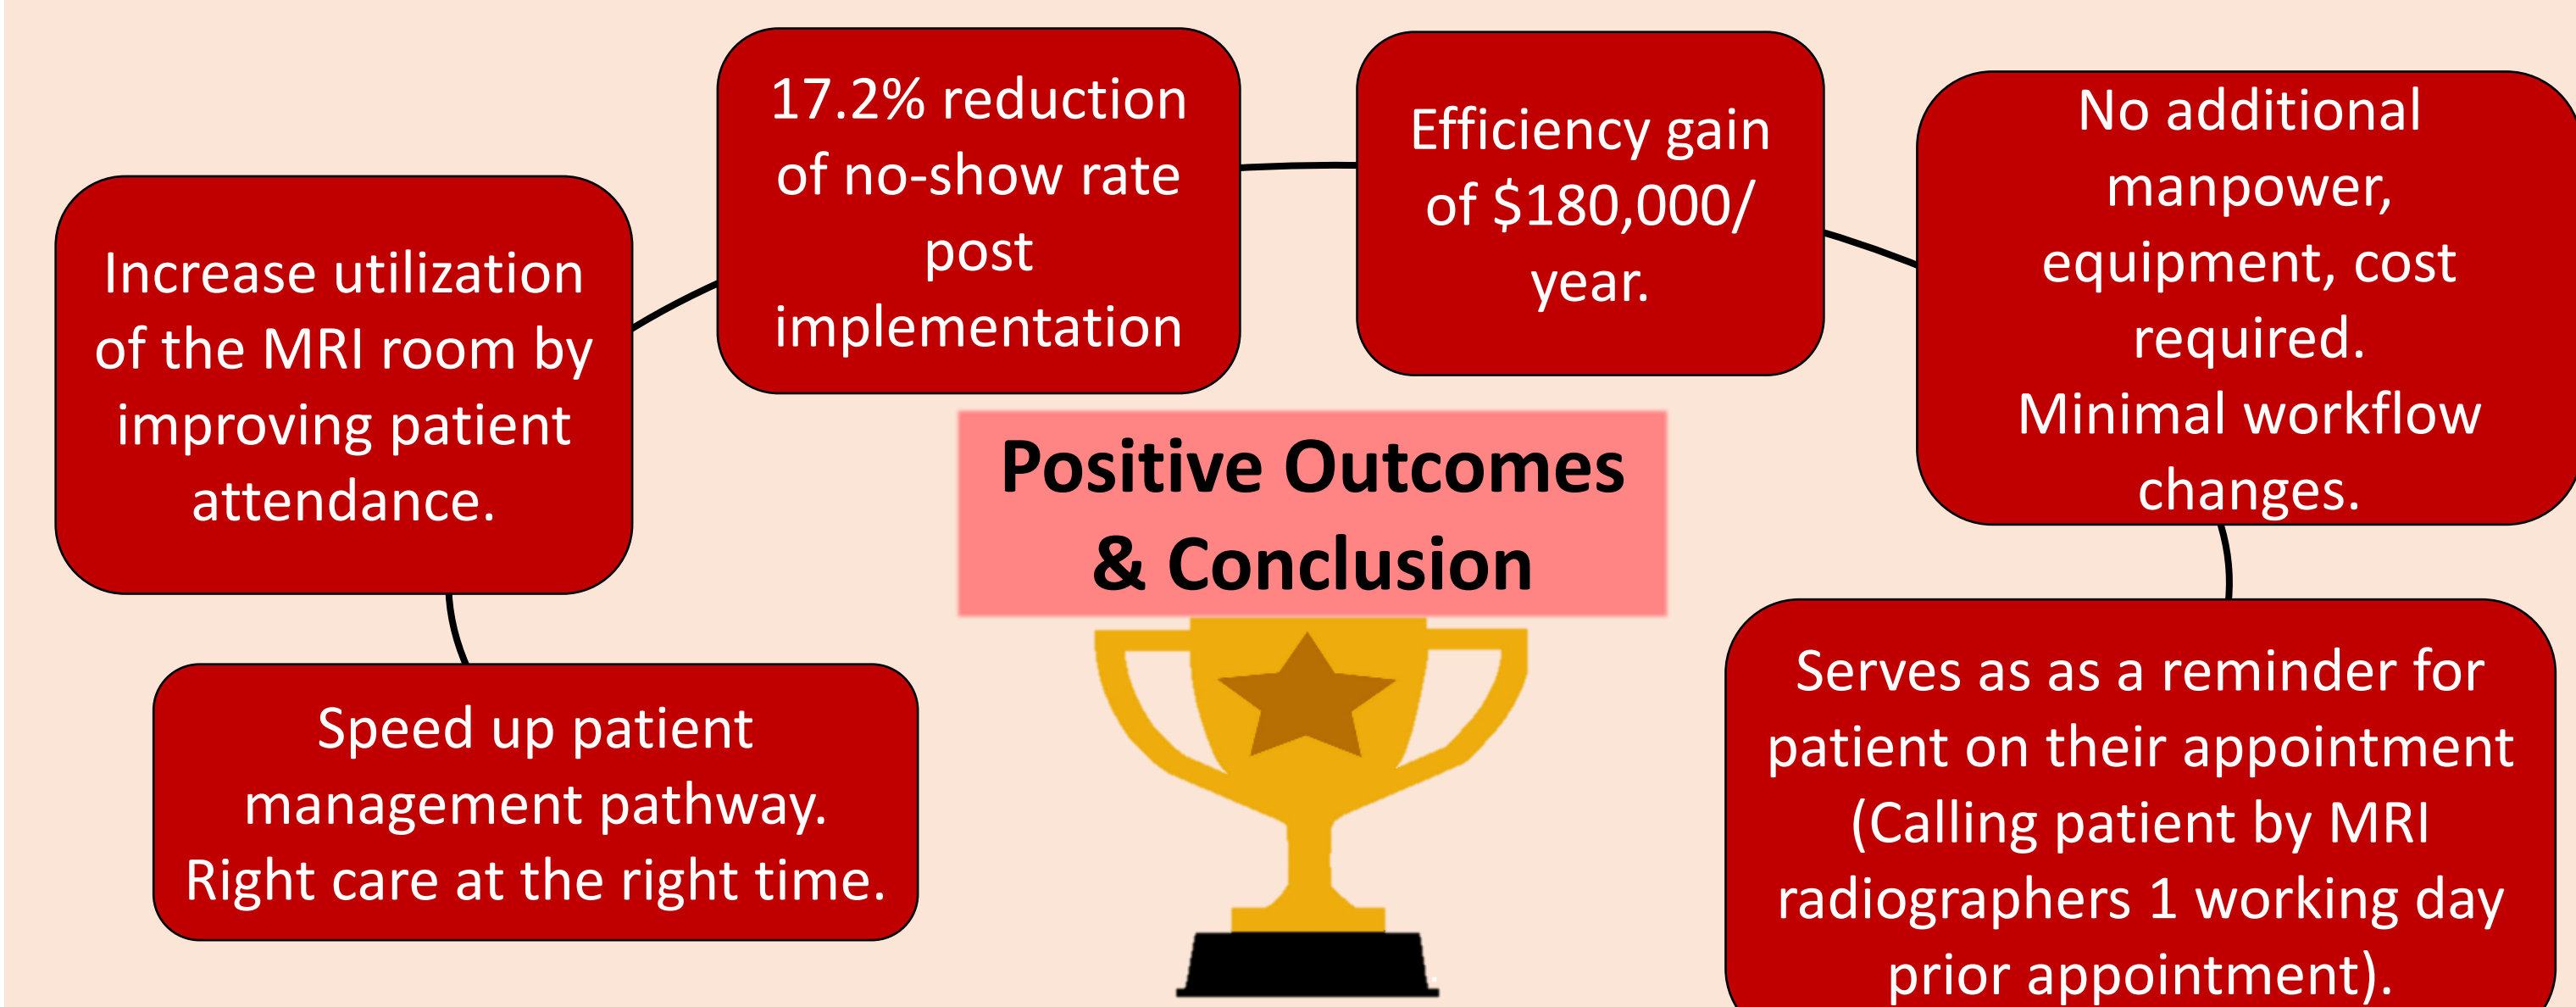 Speed up patient
management pathway.
Right care at the right time.
Increase utilization
of the MRI room by
improving patient
attendance.
17.2% reduction
of no-show rate
post
implementation
Efficiency gain
of $180,000/
year.
No additional
manpower,
equipment, cost
required.
Minimal workflow
changes.
Serves as as a reminder for
patient on their appointment
(Calling patient by MRI
radiographers 1 working day
prior appointment).
Positive Outcomes
& Conclusion